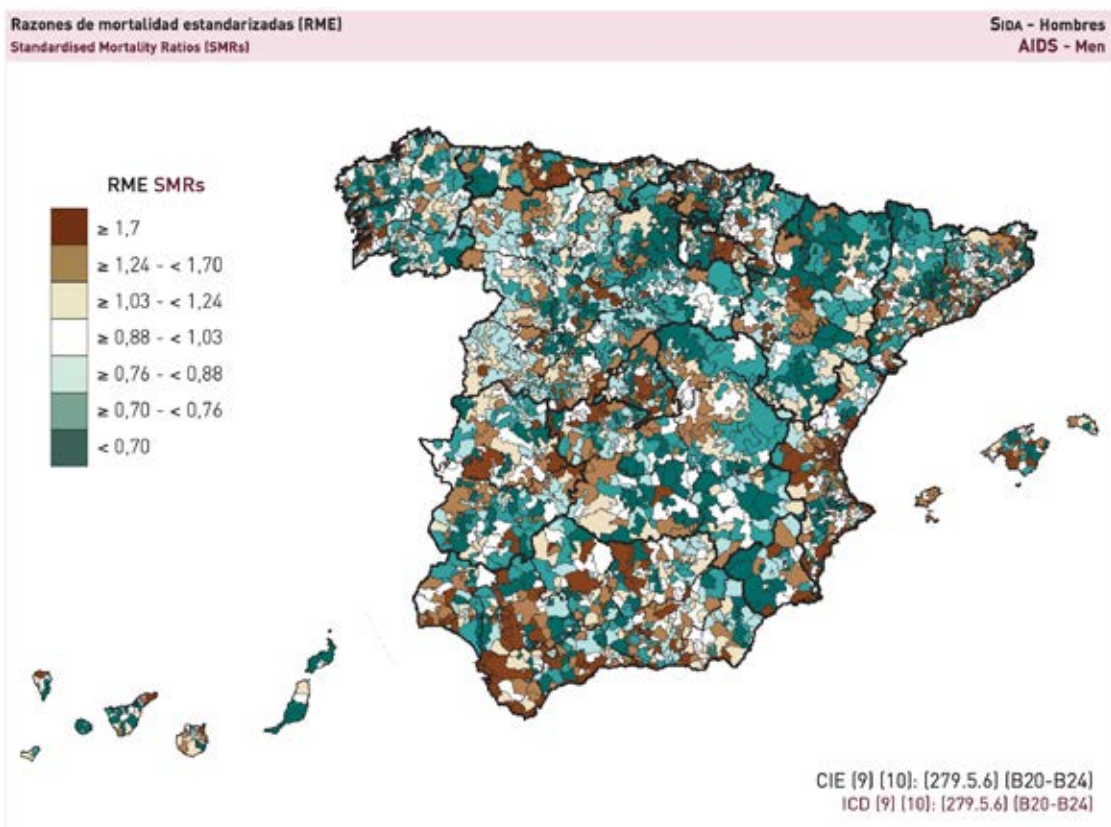 Razones de mortalidad estandarizadas (RME)
Standardised Mortality Ratios (SMRs)
SIDA - Hombres
AIDS - Men
RME SMRs
≥ 1,7
≥ 1,24 - < 1,70
≥ 1,03 - < 1,24
≥ 0,88 - < 1,03
≥ 0,76 - < 0,88
≥ 0,70 - < 0,76
< 0,70
CIE (9) (10): (279.5.6) (B20-B24)
ICD (9) (10): (279.5.6) (B20-B24)